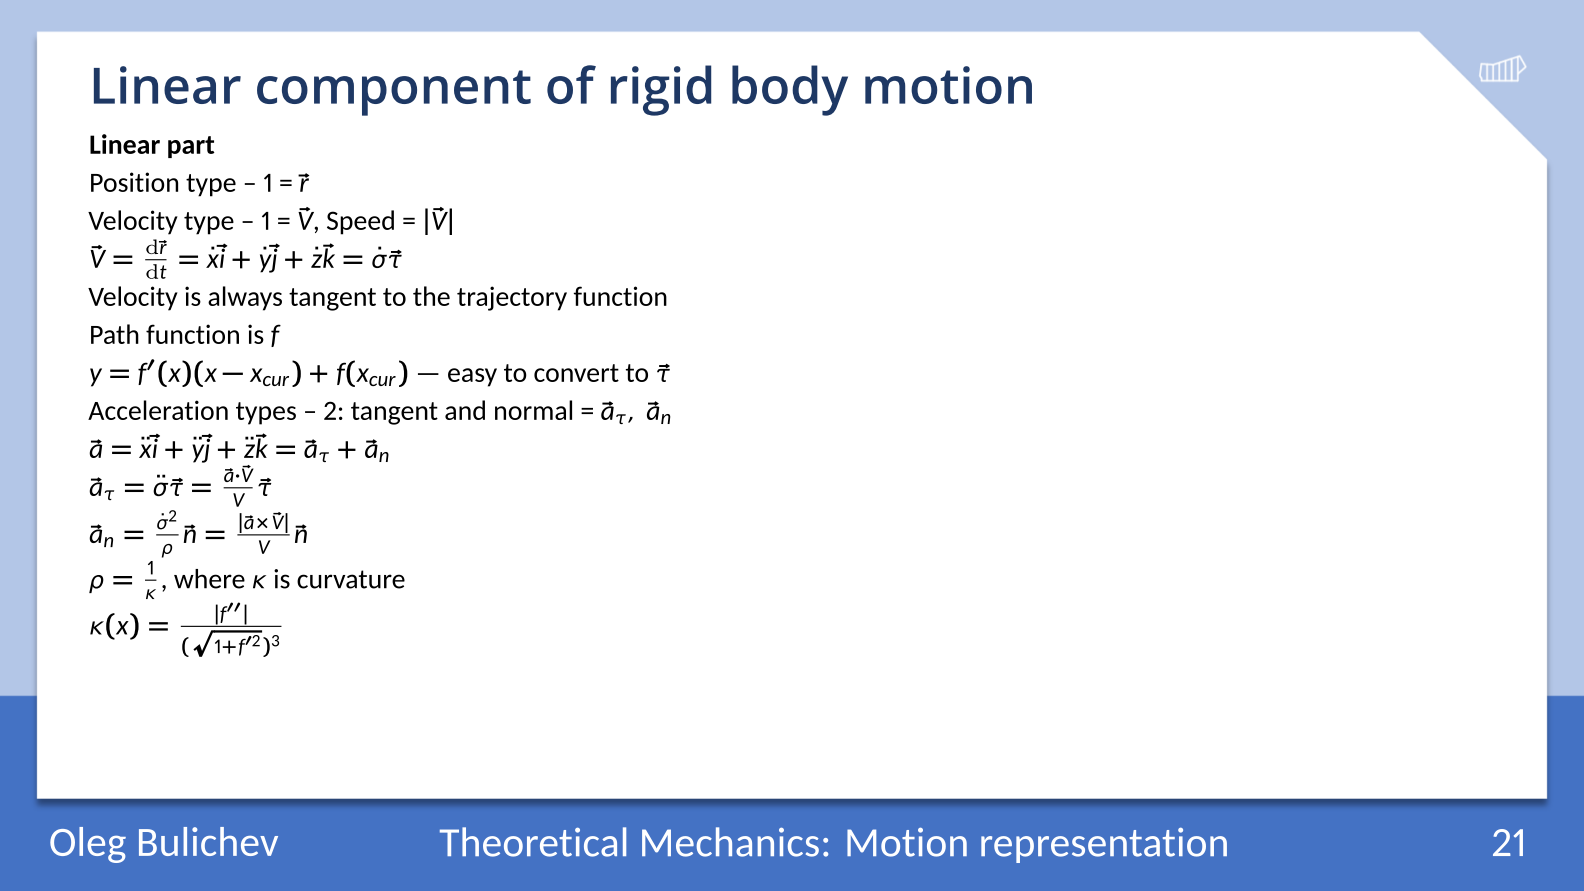 Linear component of rigid body motion
Linear part
Position type – 1 = r⃗
Velocity type – 1 = V⃗, Speed = |V⃗|
V⃗ = dr⃗/dt = ẋi⃗ + ẏj⃗ + żk⃗ = σ̇τ⃗
Velocity is always tangent to the trajectory function
Path function is f
y = f′(x)(x − x_cur) + f(x_cur) — easy to convert to τ⃗
Acceleration types – 2: tangent and normal = a⃗_τ, a⃗_n
a⃗ = ẍi⃗ + ÿj⃗ + z̈k⃗ = a⃗_τ + a⃗_n
a⃗_τ = σ̈τ⃗ = (a⃗·V⃗)/V τ⃗
a⃗_n = σ̇²/ρ n⃗ = |a⃗×V⃗|/V n⃗
ρ = 1/κ, where κ is curvature
κ(x) = |f′′|/(√(1+f′²))³
Oleg Bulichev Theoretical Mechanics: Motion representation 21